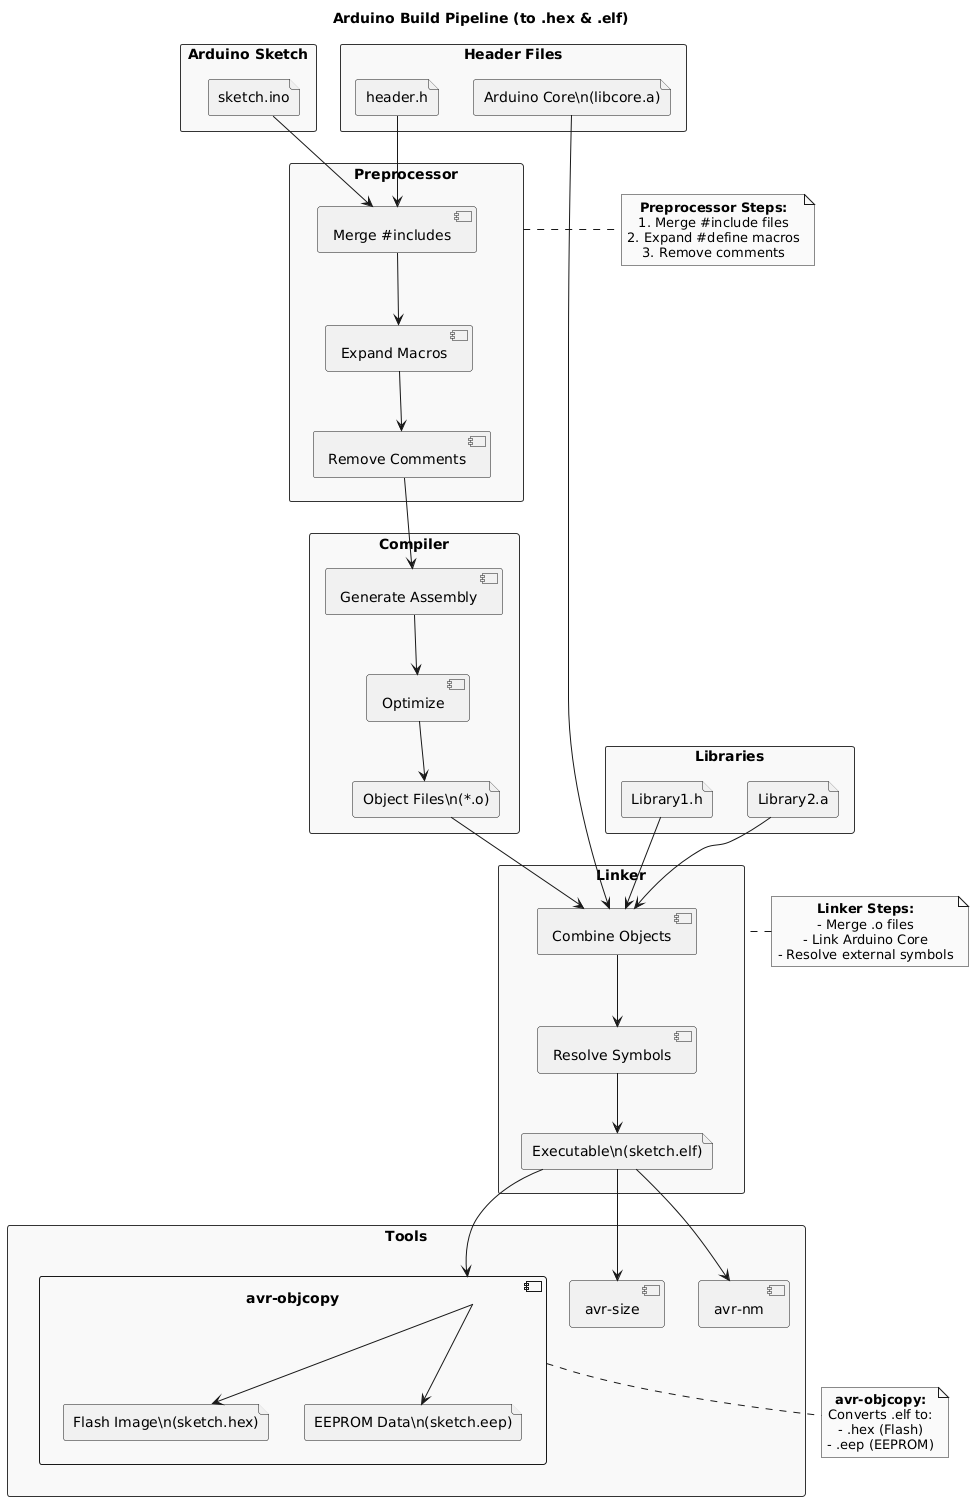 Arduino Build Pipeline (to .hex & .elf)
Arduino Sketch
sketch.ino
Header Files
header.h
Arduino Core\n(libcore.a)
Preprocessor
Merge #includes
Preprocessor Steps:
1. Merge #include files
2. Expand #define macros
3. Remove comments
Expand Macros
Remove Comments
Compiler
Generate Assembly
Optimize
Object Files\n(*.o)
Libraries
Library1.h
Library2.a
Linker
Combine Objects
Linker Steps:
- Merge .o files
- Link Arduino Core
- Resolve external symbols
Resolve Symbols
Executable\n(sketch.elf)
Tools
avr-objcopy
avr-size
avr-nm
Flash Image\n(sketch.hex)
EEPROM Data\n(sketch.eep)
avr-objcopy:
Converts .elf to:
- .hex (Flash)
- .eep (EEPROM)